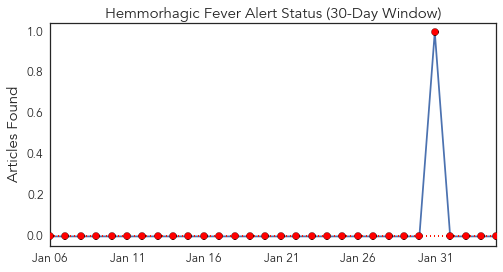 Hemmorhagic Fever Alert Status (30-Day Window)
Articles Found
1.0
0.8
0.6
0.4
0.2
0.0
Jan 06 Jan 11 Jan 16 Jan 21 Jan 26 Jan 31